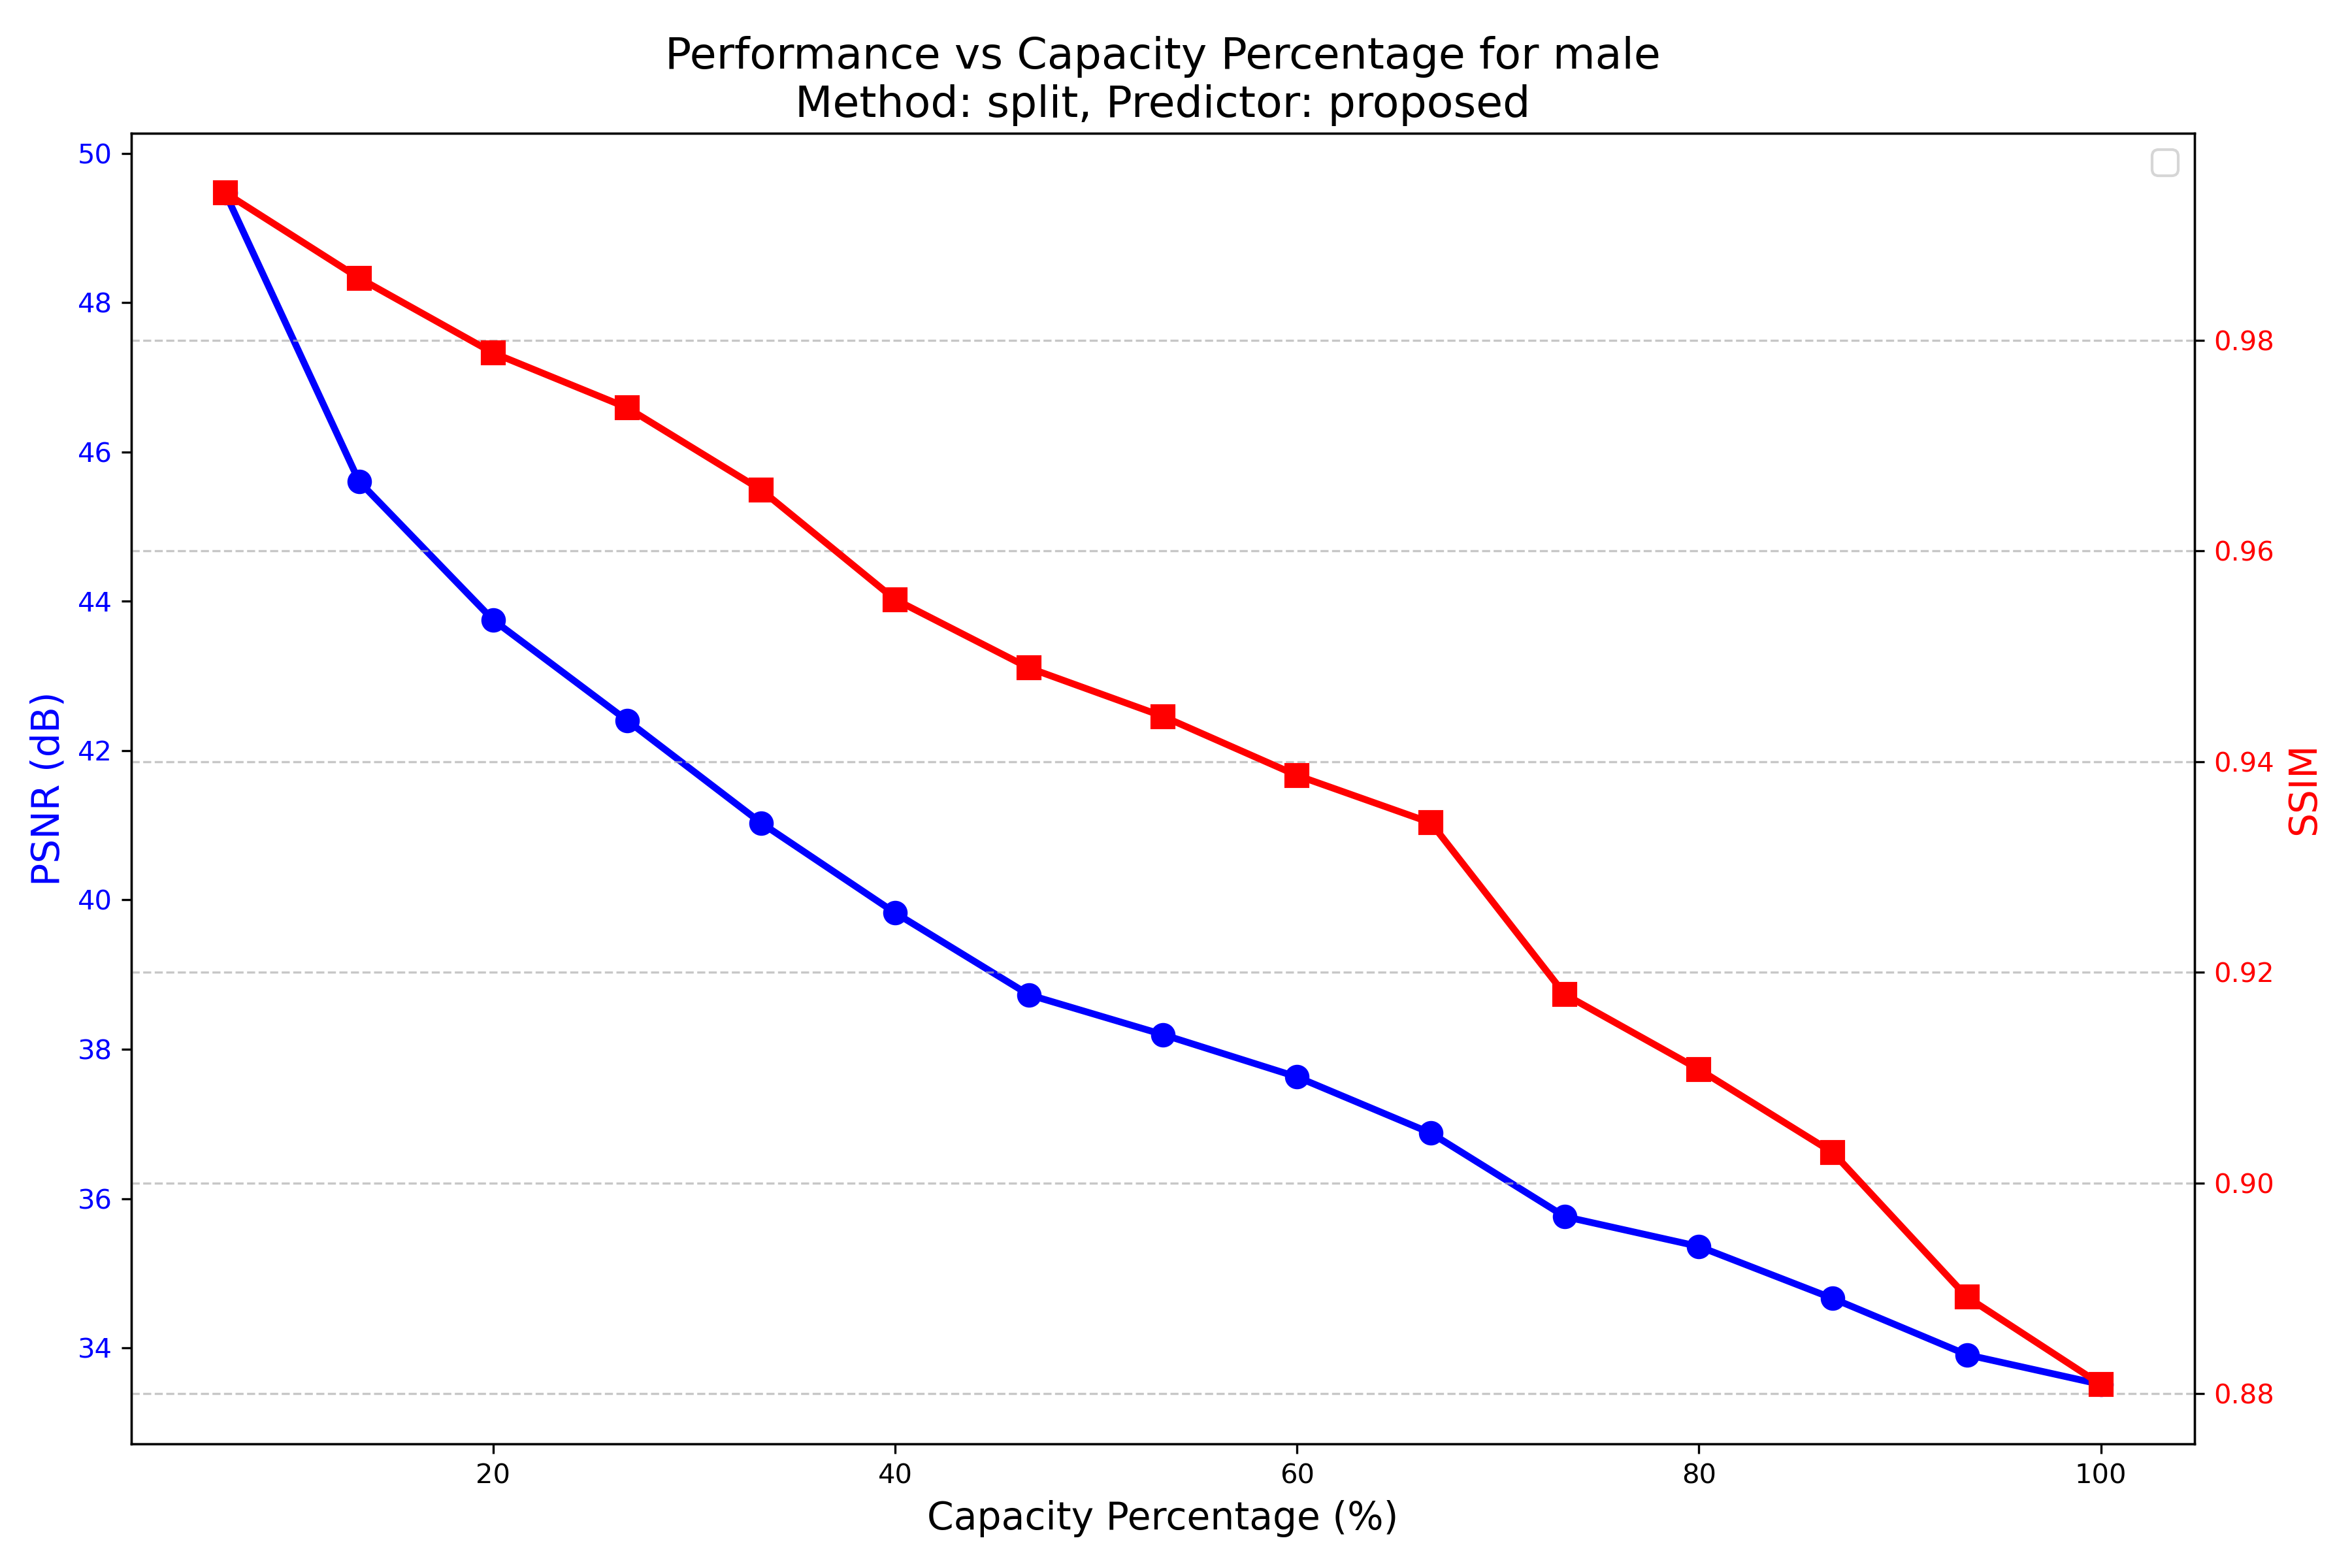 Performance vs Capacity Percentage for male
Method: split, Predictor: proposed
PSNR (dB)
50
48
46
44
42
40
38
36
34
0.98
0.96
0.94
0.92
0.90
0.88
SSIM
20 40 60 80 100
Capacity Percentage (%)